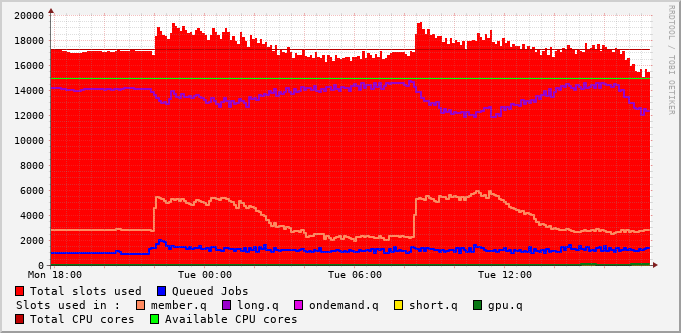 20000
18000
16000
14000
12000
10000
8000
6000
4000
2000
0
Mon 18:00 Tue 00:00 Tue 06:00 Tue 12:00
RRDTOOL / TOBI OETIKER
Total slots used Queued Jobs
Slots used in : member.q long.q ondemand.q short.q gpu.q
Total CPU cores Available CPU cores